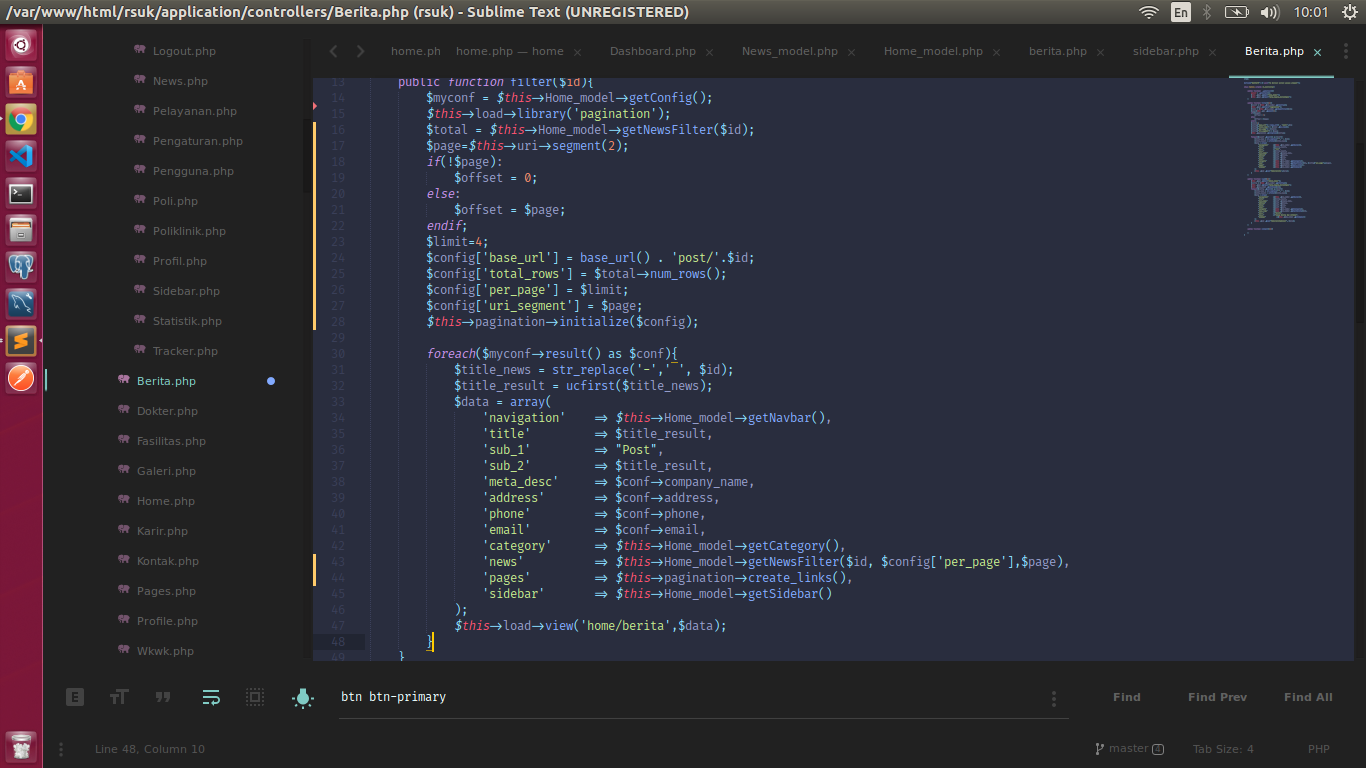 /var/www/html/rsuk/application/controllers/Berita.php (rsuk) - Sublime Text (UNREGISTERED)
En
10:01
Logout.php
News.php
Pelayanan.php
Pengaturan.php
Pengguna.php
Poli.php
Poliklinik.php
Profil.php
Sidebar.php
Statistik.php
Tracker.php
Berita.php
Dokter.php
Fasilitas.php
Galeri.php
Home.php
Karir.php
Kontak.php
Pages.php
Profile.php
Wkwk.php
home.ph
home.php — home ×
Dashboard.php ×
News_model.php ×
Home_model.php ×
berita.php ×
sidebar.php ×
Berita.php ×
13 public function filter($id){
14 $myconf = $this->Home_model->getConfig();
15 $this->load->library('pagination');
16 $total = $this->Home_model->getNewsFilter($id);
17 $page=$this->uri->segment(2);
18 if(!$page):
19 $offset = 0;
20 else:
21 $offset = $page;
22 endif;
23 $limit=4;
24 $config['base_url'] = base_url() . 'post/'.$id;
25 $config['total_rows'] = $total->num_rows();
26 $config['per_page'] = $limit;
27 $config['uri_segment'] = $page;
28 $this->pagination->initialize($config);
29
30 foreach($myconf->result() as $conf){
31 $title_news = str_replace('-',' ', $id);
32 $title_result = ucfirst($title_news);
33 $data = array(
34 'navigation' => $this->Home_model->getNavbar(),
35 'title' => $title_result,
36 'sub_1' => "Post",
37 'sub_2' => $title_result,
38 'meta_desc' => $conf->company_name,
39 'address' => $conf->address,
40 'phone' => $conf->phone,
41 'email' => $conf->email,
42 'category' => $this->Home_model->getCategory(),
43 'news' => $this->Home_model->getNewsFilter($id, $config['per_page'],$page),
44 'pages' => $this->pagination->create_links(),
45 'sidebar' => $this->Home_model->getSidebar()
46 );
47 $this->load->view('home/berita',$data);
48 }
49 }
E
btn btn-primary
Find
Find Prev
Find All
Line 48, Column 10
master 4
Tab Size: 4
PHP